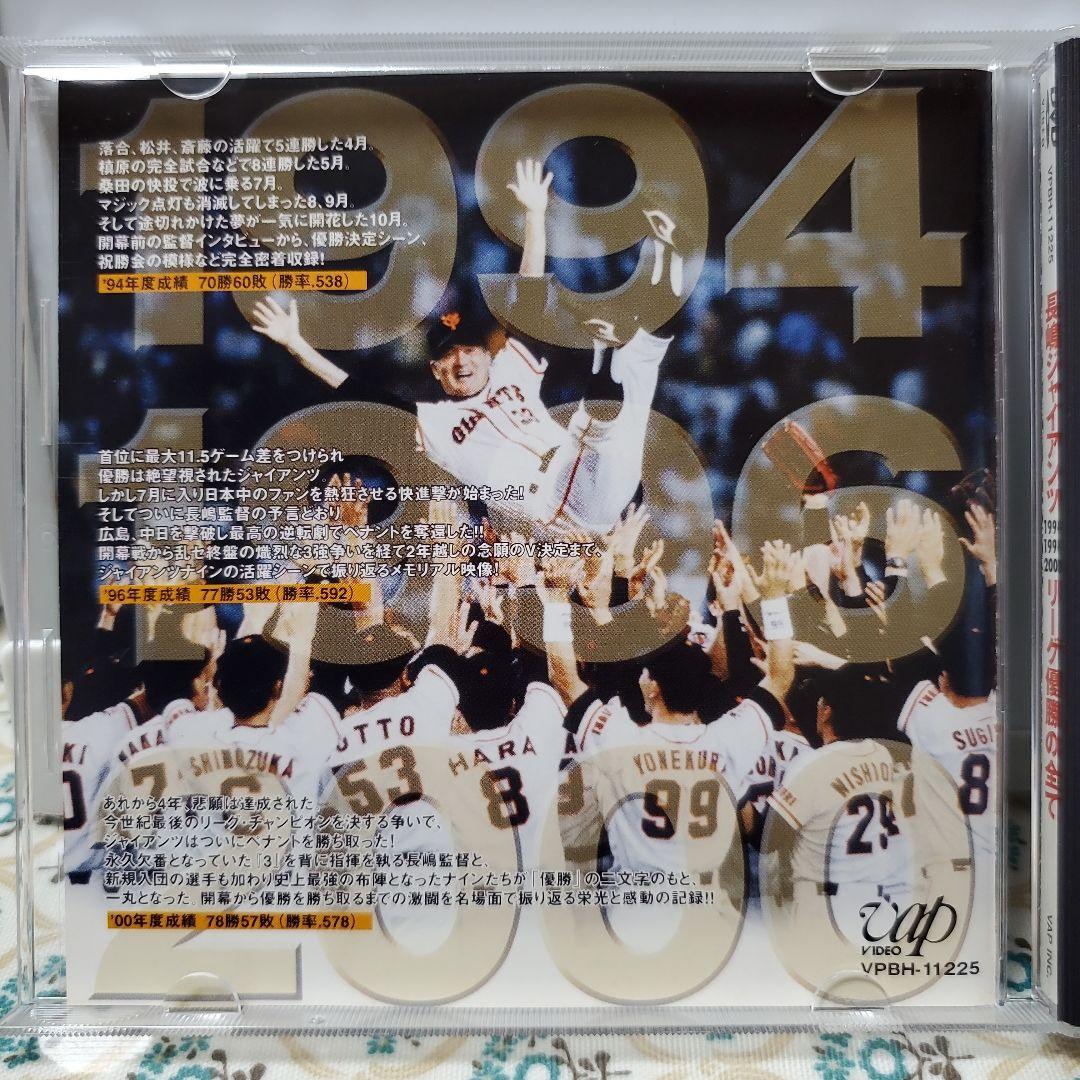 1994
落合、松井、斎藤の活躍で5連勝した4月。
槙原の完全試合などで8連勝した5月。
桑田の快投で波に乗る7月。
マジック点灯も消滅してしまった8、9月。
そして途切れかけた夢が一気に開花した10月。
開幕前の監督インタビューから、優勝決定シーン、
祝勝会の模様など完全密着収録!
'94年度成績 70勝60敗(勝率.538)
GIANTS
1996
首位に最大11.5ゲーム差をつけられ
優勝は絶望視されたジャイアンツ。
しかし7月に入り日本中のファンを熱狂させる快進撃が始まった!
そしてついに長嶋監督の予言とおり
広島、中日を撃破し最高の逆転劇でペナントを奪還した!!
開幕戦から乱セ終盤の熾烈な3強争いを経て2年越しの念願のV決定まで、
ジャイアンツナインの活躍シーンで振り返るメモリアル映像!
'96年度成績 77勝53敗(勝率.592)
SHINOZUKA
OTTO
53
HARA
8
YONEKURA
99
NISHIOKA
29
SUGI
8
2000
あれから4年、悲願は達成された
今世紀最後のリーグ・チャンピオンを決する争いで、
ジャイアンツはついにペナントを勝ち取った!
永久欠番となっていた『3』を背に指揮を執る長嶋監督と、
新規入団の選手も加わり史上最強の布陣となったナインたちが「優勝」の二文字のもと、
一丸となった。開幕から優勝を勝ち取るまでの激闘を名場面で振り返る栄光と感動の記録!!
'00年度成績 78勝57敗(勝率.578)
vap
VIDEO
VPBH-11225
DVD
VIDEO
VPBH-11225
長嶋ジャイアンツ
リーグ優勝の全て
VAP INC.